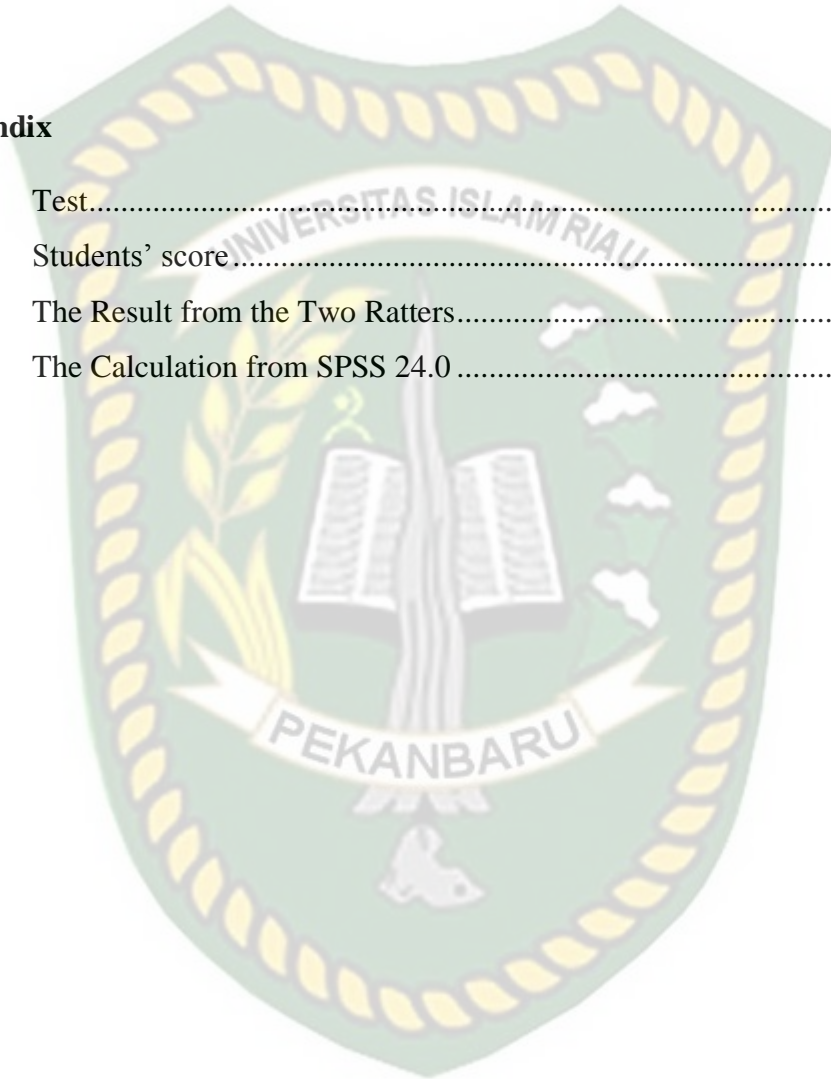 ndix
Test...........................................................................................
Students’ score..........................................................................
The Result from the Two Ratters..............................................
The Calculation from SPSS 24.0 ..............................................
UNIVERSITAS ISLAM RIAU
PEKANBARU